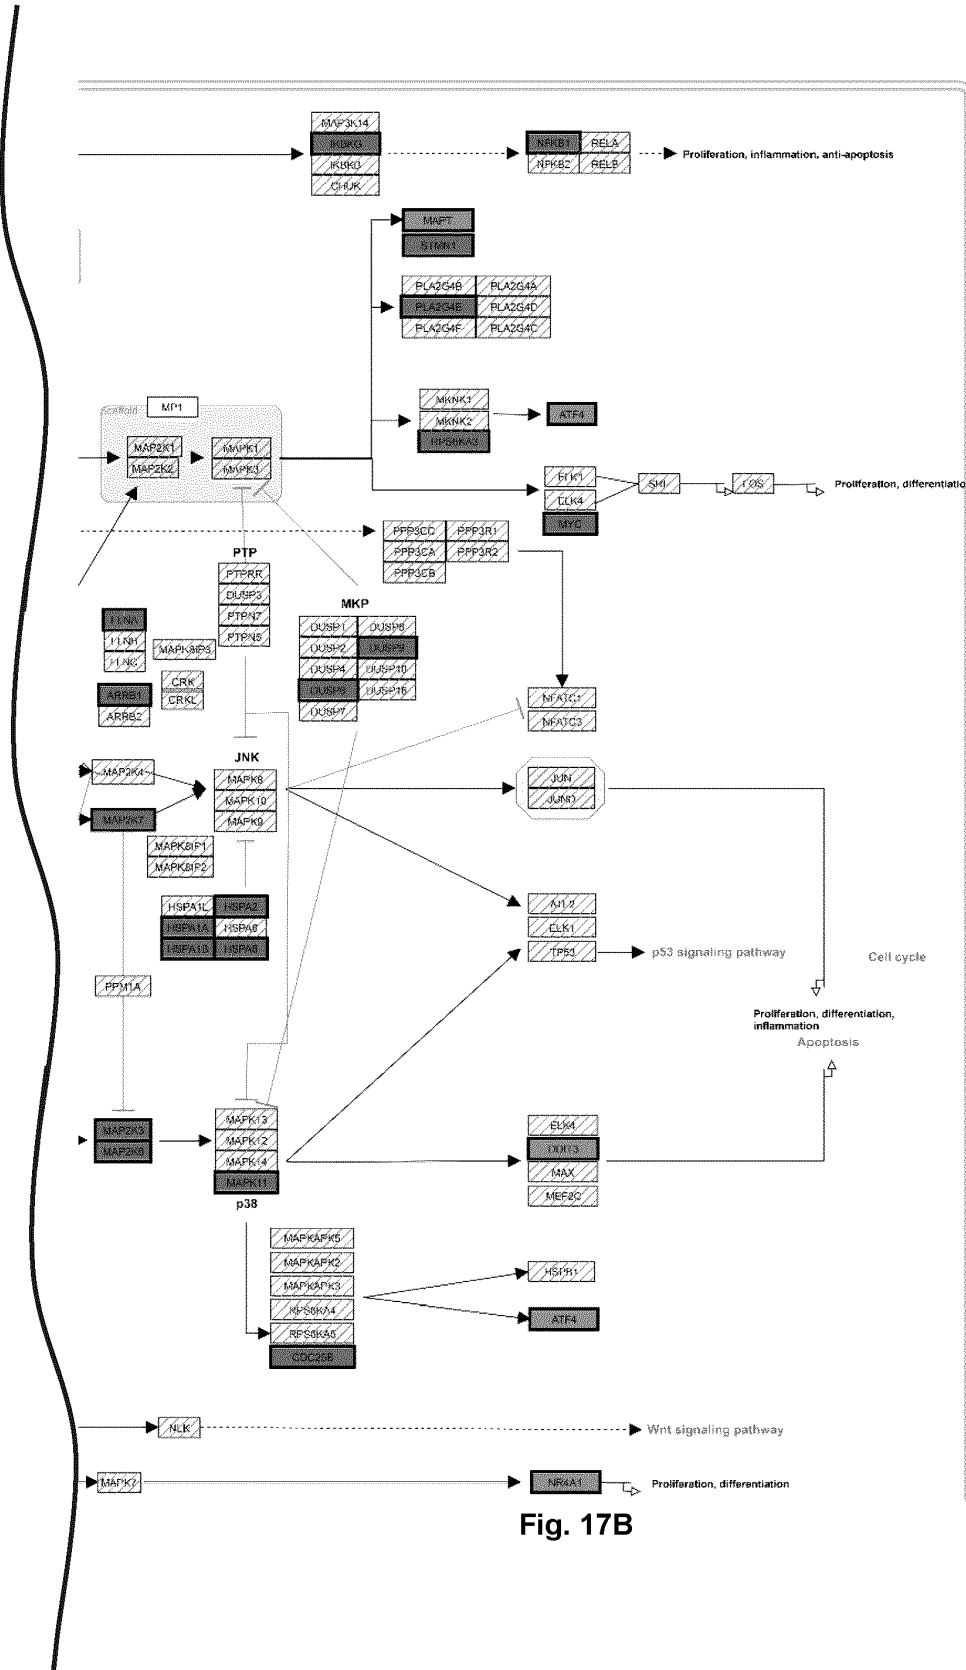 MAP3K14
IKBKG
IKBKB
CHUK
NFKB1 RELA
NFKB2 RELB
Proliferation, inflammation, anti-apoptosis
MAPT
STMN1
PLA2G4B PLA2G4A
PLA2G4E PLA2G4D
PLA2G4F PLA2G4C
Scaffold
MP1
MKNK1
MKNK2
RPS6KA3
ATF4
MAP2K1
MAP2K2
MAPK1
MAPK3
ELK1
ELK4
MYC
SRF
FOS
Proliferation, differentiatio
PPP3CC PPP3R1
PPP3CA PPP3R2
PPP3CB
PTP
PTPRR
DUSP3
PTPN7
PTPN5
MKP
DUSP1 DUSP8
DUSP2 DUSP9
DUSP4 DUSP10
DUSP6 DUSP16
DUSP7
FLNA
FLNB
FLNC
MAPK8IP3
CRK
CRKL
ARRB1
ARRB2
NFATC1
NFATC3
JNK
MAP2K4
MAP2K7
MAPK8
MAPK10
MAPK9
JUN
JUND
MAPK8IP1
MAPK8IP2
HSPA1L HSPA2
HSPA1A HSPA6
HSPA1B HSPA8
ATF2
ELK1
TP53
p53 signaling pathway
Cell cycle
PPM1A
Proliferation, differentiation,
inflammation
Apoptosis
MAP2K3
MAP2K6
MAPK13
MAPK12
MAPK14
MAPK11
p38
ELK4
DDIT3
MAX
MEF2C
MAPKAPK5
MAPKAPK2
MAPKAPK3
RPS6KA4
RPS6KA5
CDC25B
HSPB1
ATF4
NLK
Wnt signaling pathway
MAPK7
NR4A1
Proliferation, differentiation
Fig. 17B